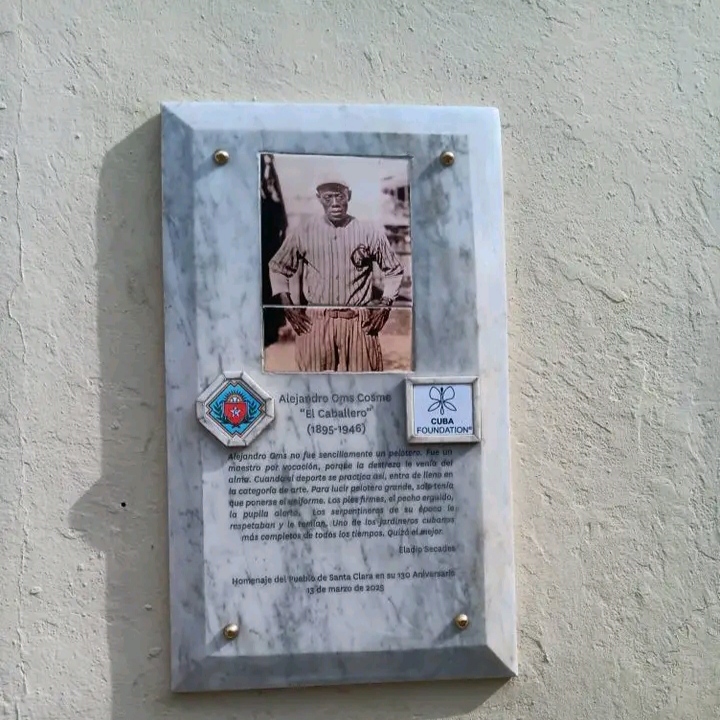 Alejandro Oms Cosme
"El Caballero"
(1895-1946)
CUBA
FOUNDATION
Alejandro Oms no fue sencillamente un pelotero. Fue un
maestro por vocación, porque la destreza le venía del
alma. Cuando el deporte se practica así, entra de lleno en
la categoría de arte. Para lucir pelotero grande, solo tenía
que ponerse el uniforme. Los pies firmes, el pecho erguido,
la pupila alerta. Los serpentineros de su época le
respetaban y le temían. Uno de los jardineros cubanos
más completos de todos los tiempos. Quizá el mejor.
Eladio Secades
Homenaje del Pueblo de Santa Clara en su 130 Aniversario
13 de marzo de 2025